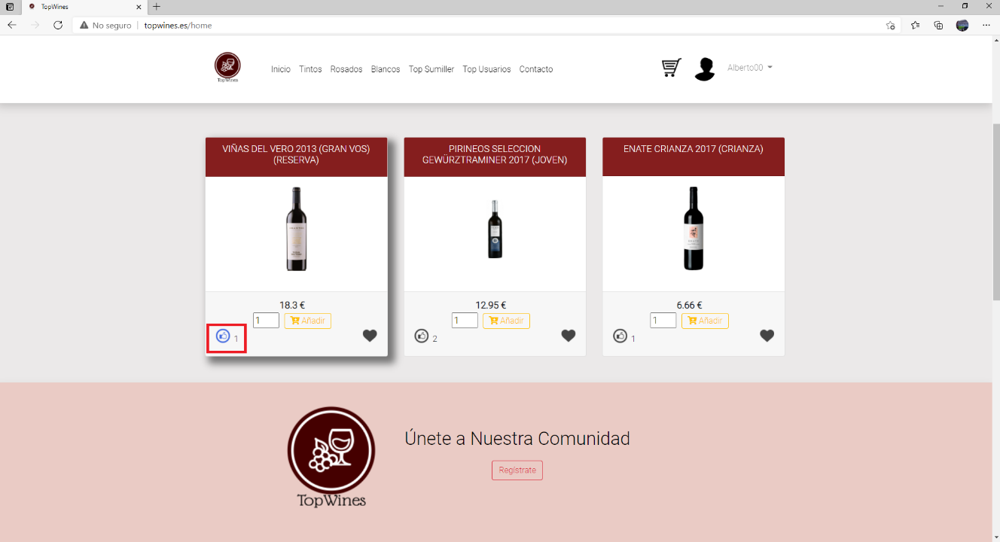 TopWines
No seguro
topwines.es/home
TopWines
Inicio Tintos Rosados Blancos Top Sumiller Top Usuarios Contacto
Alberto00
VIÑAS DEL VERO 2013 (GRAN VOS)
(RESERVA)
18.3 €
1 Añadir
1
PIRINEOS SELECCION
GEWÜRZTRAMINER 2017 (JOVEN)
12.95 €
1 Añadir
2
ENATE CRIANZA 2017 (CRIANZA)
6.66 €
1 Añadir
1
TopWines
Únete a Nuestra Comunidad
Regístrate